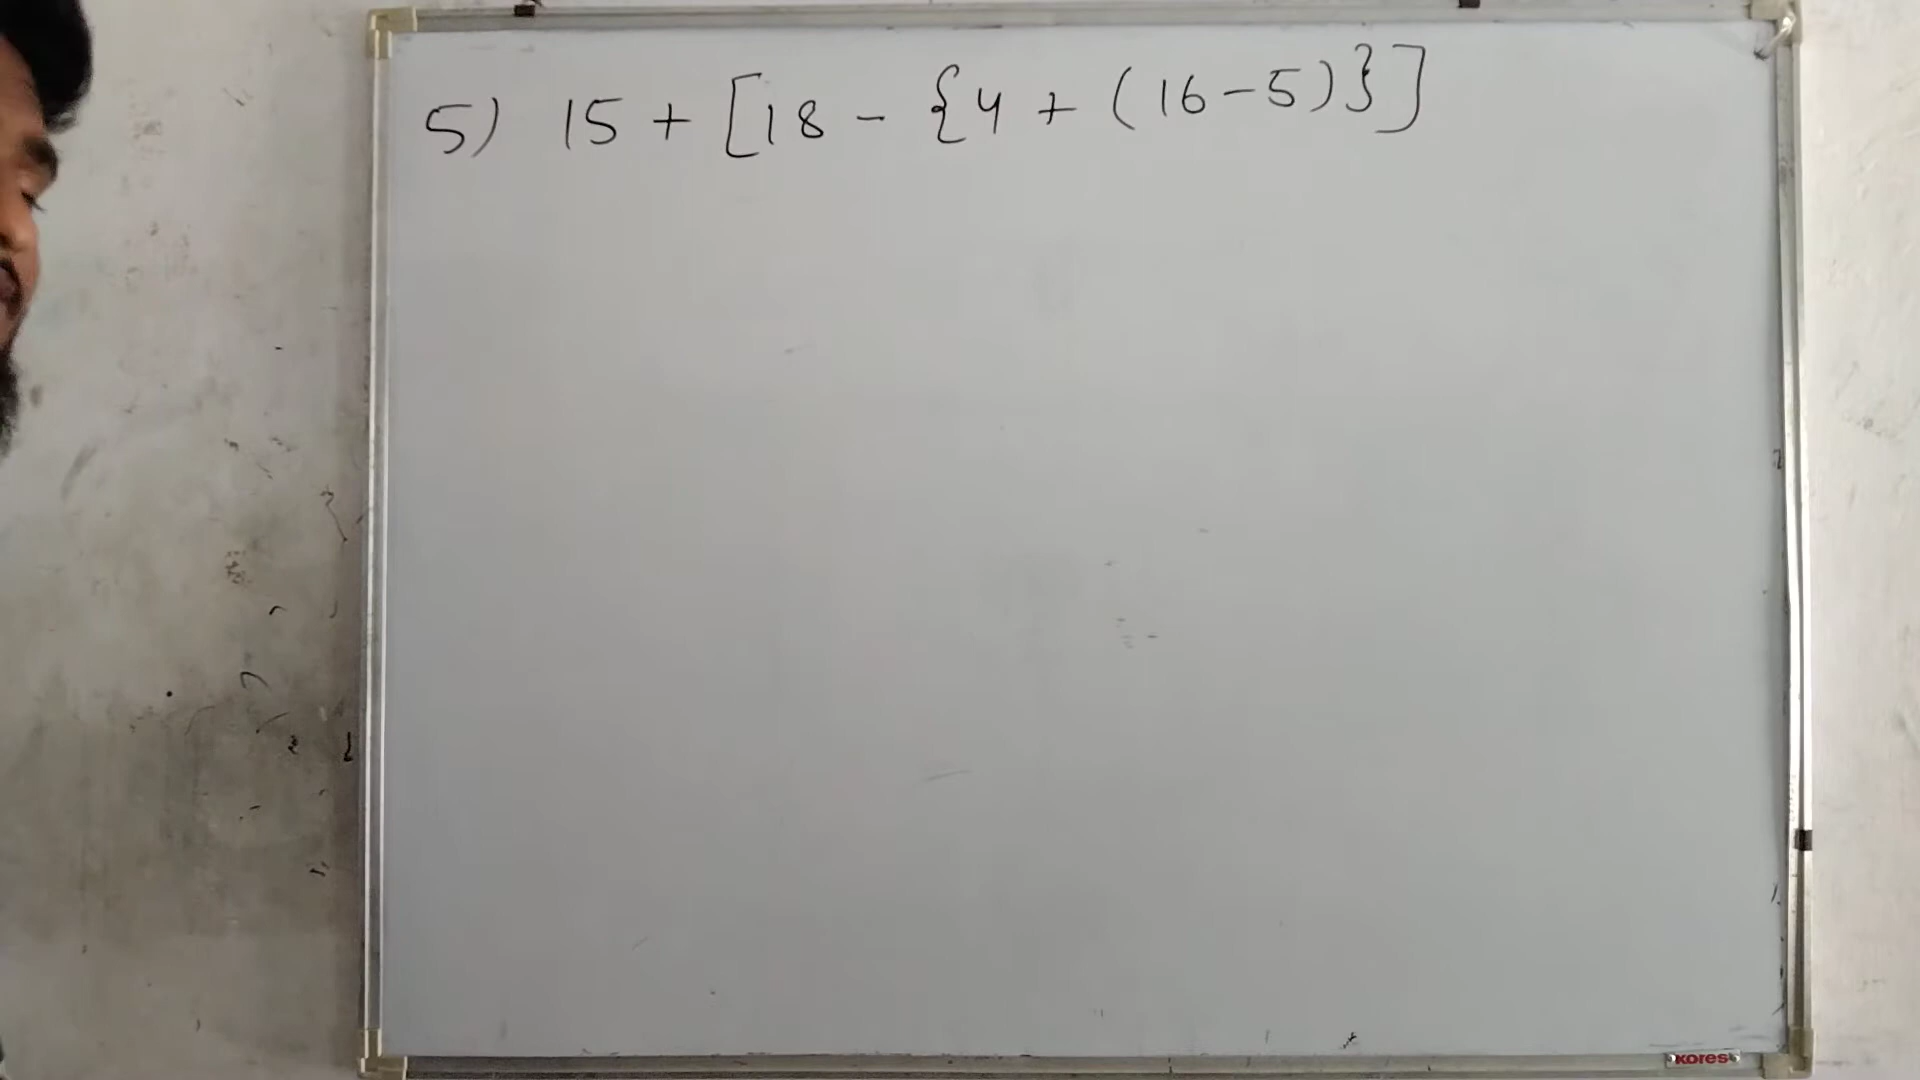 5) 15 + [18 - {4 + (16 - 5)}]
KORES